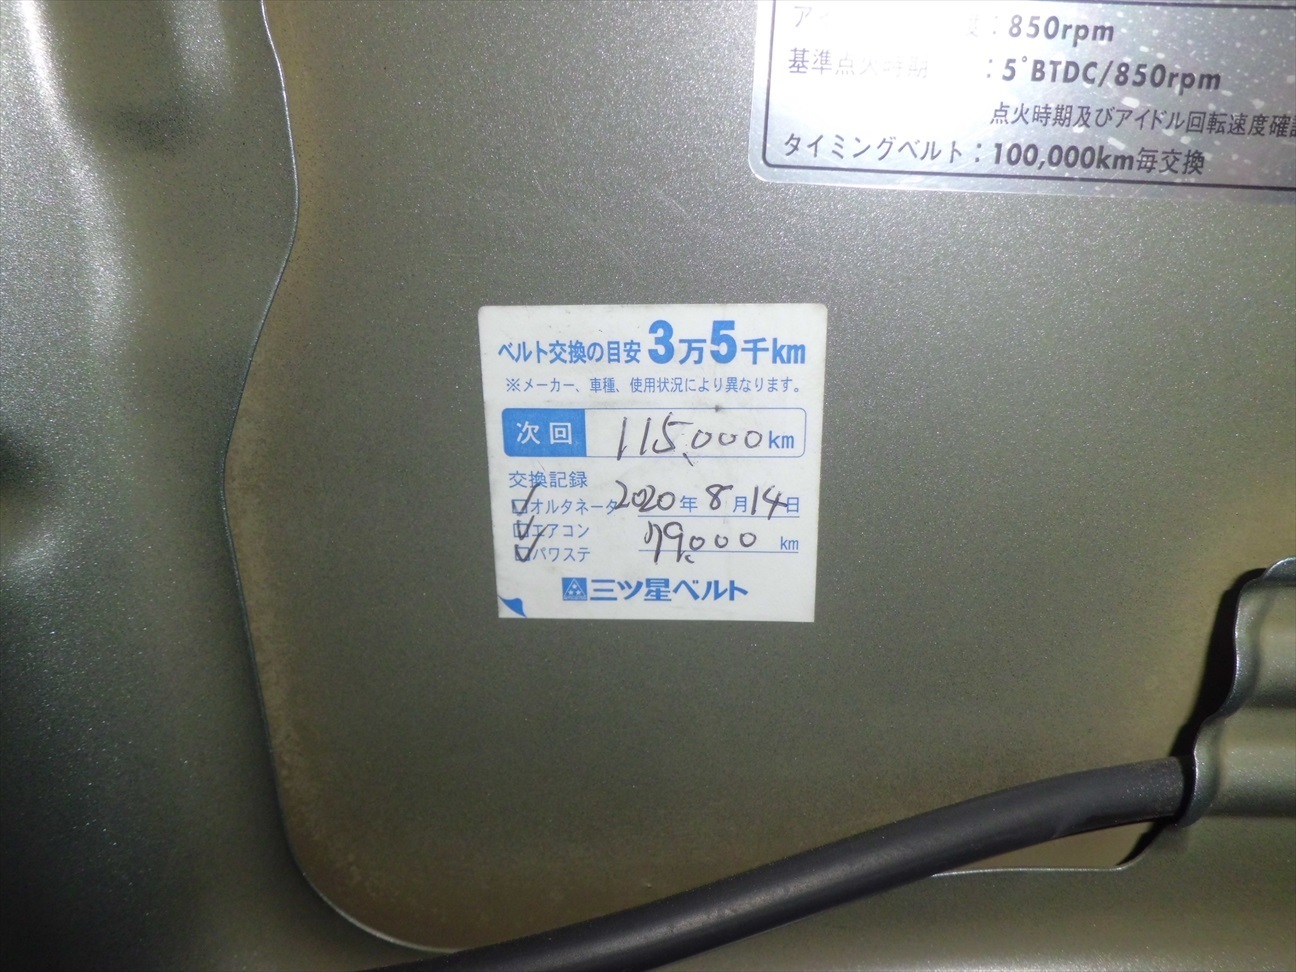 ：850rpm
基準点火時期 ：5°BTDC/850rpm
点火時期及びアイドル回転速度確
タイミングベルト：100,000km毎交換
ベルト交換の目安 3万5千km
※メーカー、車種、使用状況により異なります。
次回 115,000km
交換記録
オルタネータ 2020年8月14日
エアコン 79,000 km
パワステ
三ツ星ベルト